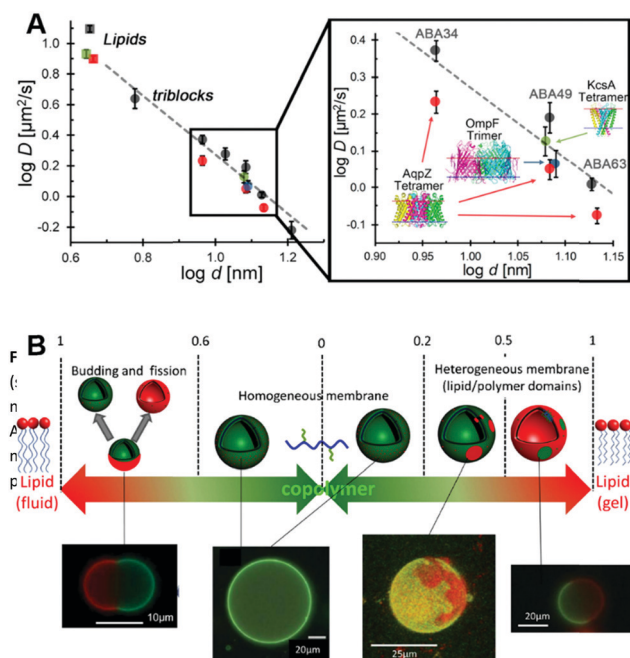 A
Lipids
triblocks
log D [µm²/s]
1.0
0.8
0.6
0.4
0.2
0.0
-0.2
0.6
0.8
1.0
1.2
log d [nm]
log D [µm²/s]
0.4
0.3
0.2
0.1
0.0
-0.1
0.90
0.95
1.00
1.05
1.10
1.15
log d [nm]
ABA34
ABA49
ABA63
KcsA
Tetramer
OmpF
Trimer
AqpZ
Tetramer
B
1
0.6
0
0.2
0.5
1
F
(s
n
A
n
p
Budding and fission
Homogeneous membrane
Heterogeneous membrane
(lipid/polymer domains)
Lipid
(fluid)
copolymer
Lipid
(gel)
10µm
20µm
25µm
20µm